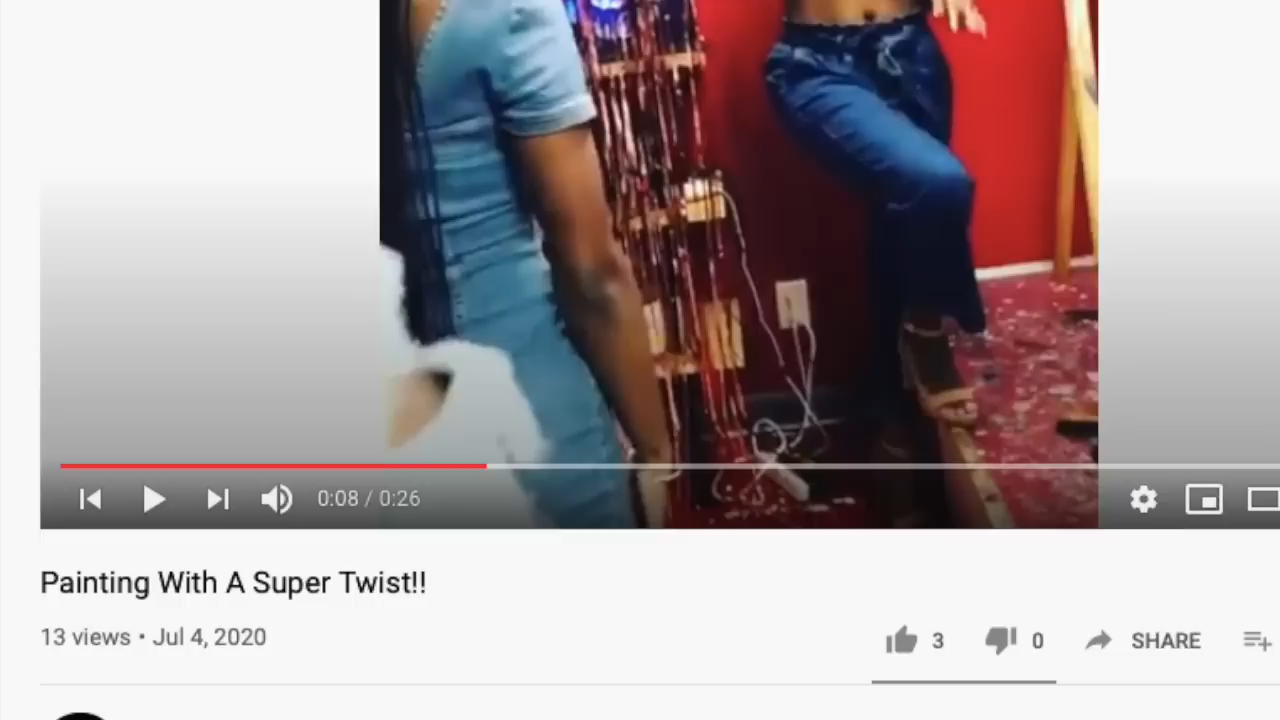 0:08 / 0:26
Painting With A Super Twist!!
13 views • Jul 4, 2020
3
0
SHARE